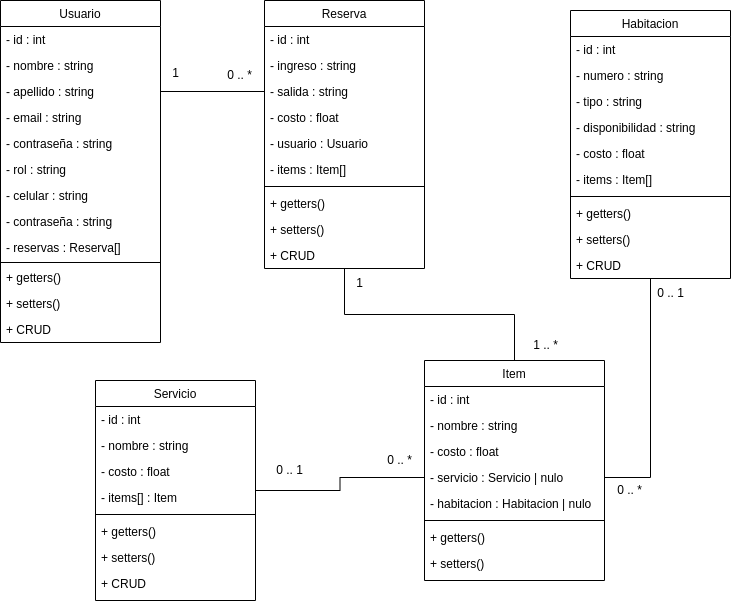 Usuario
- id : int
- nombre : string
- apellido : string
- email : string
- contraseña : string
- rol : string
- celular : string
- contraseña : string
- reservas : Reserva[]
+ getters()
+ setters()
+ CRUD
1
0 .. *
Reserva
- id : int
- ingreso : string
- salida : string
- costo : float
- usuario : Usuario
- items : Item[]
+ getters()
+ setters()
+ CRUD
Habitacion
- id : int
- numero : string
- tipo : string
- disponibilidad : string
- costo : float
- items : Item[]
+ getters()
+ setters()
+ CRUD
1
1 .. *
0 .. 1
0 .. *
Servicio
- id : int
- nombre : string
- costo : float
- items[] : Item
+ getters()
+ setters()
+ CRUD
0 .. 1
0 .. *
Item
- id : int
- nombre : string
- costo : float
- servicio : Servicio | nulo
- habitacion : Habitacion | nulo
+ getters()
+ setters()